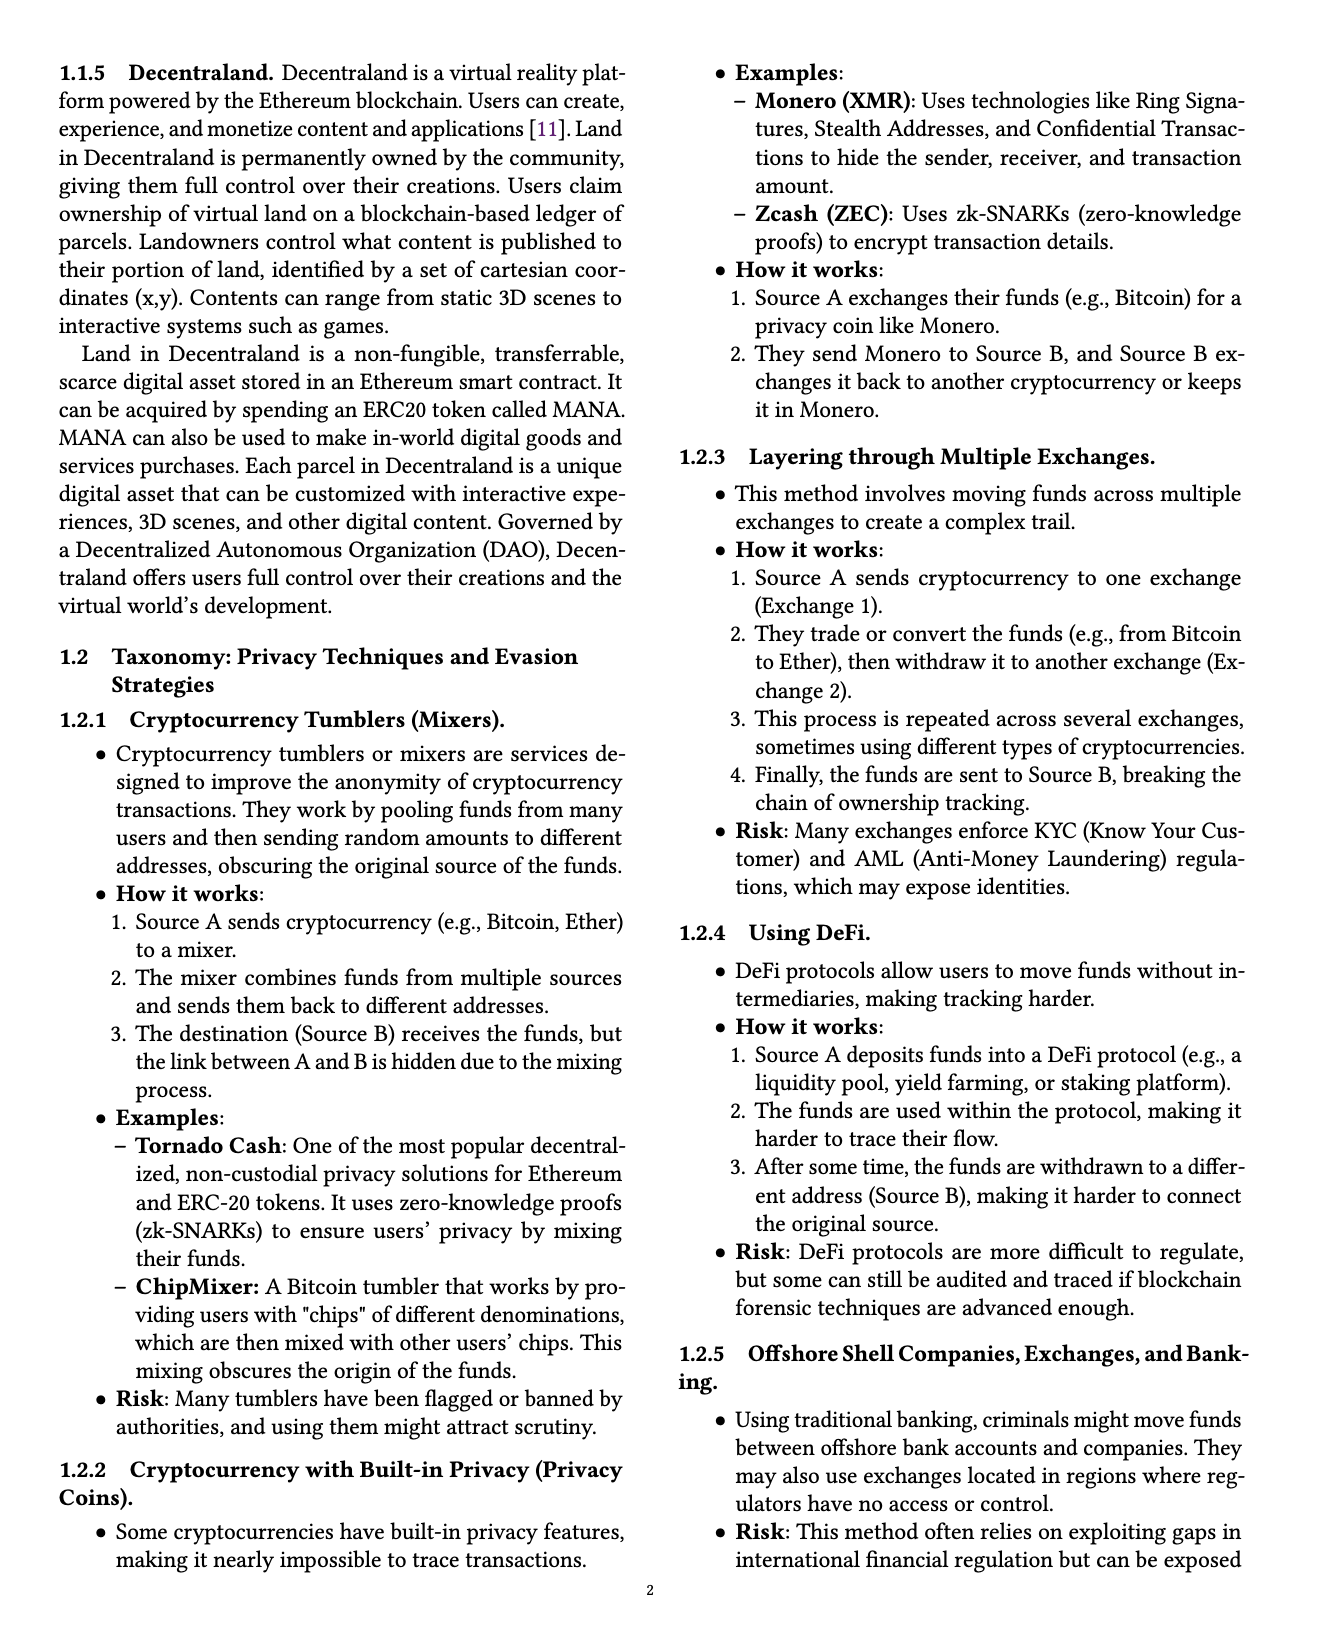 1.1.5 Decentraland. Decentraland is a virtual reality plat-
form powered by the Ethereum blockchain. Users can create,
experience, and monetize content and applications [11]. Land
in Decentraland is permanently owned by the community,
giving them full control over their creations. Users claim
ownership of virtual land on a blockchain-based ledger of
parcels. Landowners control what content is published to
their portion of land, identified by a set of cartesian coor-
dinates (x,y). Contents can range from static 3D scenes to
interactive systems such as games.
Land in Decentraland is a non-fungible, transferrable,
scarce digital asset stored in an Ethereum smart contract. It
can be acquired by spending an ERC20 token called MANA.
MANA can also be used to make in-world digital goods and
services purchases. Each parcel in Decentraland is a unique
digital asset that can be customized with interactive expe-
riences, 3D scenes, and other digital content. Governed by
a Decentralized Autonomous Organization (DAO), Decen-
traland offers users full control over their creations and the
virtual world's development.
1.2 Taxonomy: Privacy Techniques and Evasion
Strategies
1.2.1 Cryptocurrency Tumblers (Mixers).
• Cryptocurrency tumblers or mixers are services de-
signed to improve the anonymity of cryptocurrency
transactions. They work by pooling funds from many
users and then sending random amounts to different
addresses, obscuring the original source of the funds.
• How it works:
1. Source A sends cryptocurrency (e.g., Bitcoin, Ether)
to a mixer.
2. The mixer combines funds from multiple sources
and sends them back to different addresses.
3. The destination (Source B) receives the funds, but
the link between A and B is hidden due to the mixing
process.
• Examples:
– Tornado Cash: One of the most popular decentral-
ized, non-custodial privacy solutions for Ethereum
and ERC-20 tokens. It uses zero-knowledge proofs
(zk-SNARKs) to ensure users' privacy by mixing
their funds.
– ChipMixer: A Bitcoin tumbler that works by pro-
viding users with "chips" of different denominations,
which are then mixed with other users' chips. This
mixing obscures the origin of the funds.
• Risk: Many tumblers have been flagged or banned by
authorities, and using them might attract scrutiny.
1.2.2 Cryptocurrency with Built-in Privacy (Privacy
Coins).
• Some cryptocurrencies have built-in privacy features,
making it nearly impossible to trace transactions.
• Examples:
– Monero (XMR): Uses technologies like Ring Signa-
tures, Stealth Addresses, and Confidential Transac-
tions to hide the sender, receiver, and transaction
amount.
– Zcash (ZEC): Uses zk-SNARKs (zero-knowledge
proofs) to encrypt transaction details.
• How it works:
1. Source A exchanges their funds (e.g., Bitcoin) for a
privacy coin like Monero.
2. They send Monero to Source B, and Source B ex-
changes it back to another cryptocurrency or keeps
it in Monero.
1.2.3 Layering through Multiple Exchanges.
• This method involves moving funds across multiple
exchanges to create a complex trail.
• How it works:
1. Source A sends cryptocurrency to one exchange
(Exchange 1).
2. They trade or convert the funds (e.g., from Bitcoin
to Ether), then withdraw it to another exchange (Ex-
change 2).
3. This process is repeated across several exchanges,
sometimes using different types of cryptocurrencies.
4. Finally, the funds are sent to Source B, breaking the
chain of ownership tracking.
• Risk: Many exchanges enforce KYC (Know Your Cus-
tomer) and AML (Anti-Money Laundering) regula-
tions, which may expose identities.
1.2.4 Using DeFi.
• DeFi protocols allow users to move funds without in-
termediaries, making tracking harder.
• How it works:
1. Source A deposits funds into a DeFi protocol (e.g., a
liquidity pool, yield farming, or staking platform).
2. The funds are used within the protocol, making it
harder to trace their flow.
3. After some time, the funds are withdrawn to a differ-
ent address (Source B), making it harder to connect
the original source.
• Risk: DeFi protocols are more difficult to regulate,
but some can still be audited and traced if blockchain
forensic techniques are advanced enough.
1.2.5 Offshore Shell Companies, Exchanges, and Bank-
ing.
• Using traditional banking, criminals might move funds
between offshore bank accounts and companies. They
may also use exchanges located in regions where reg-
ulators have no access or control.
• Risk: This method often relies on exploiting gaps in
international financial regulation but can be exposed
2